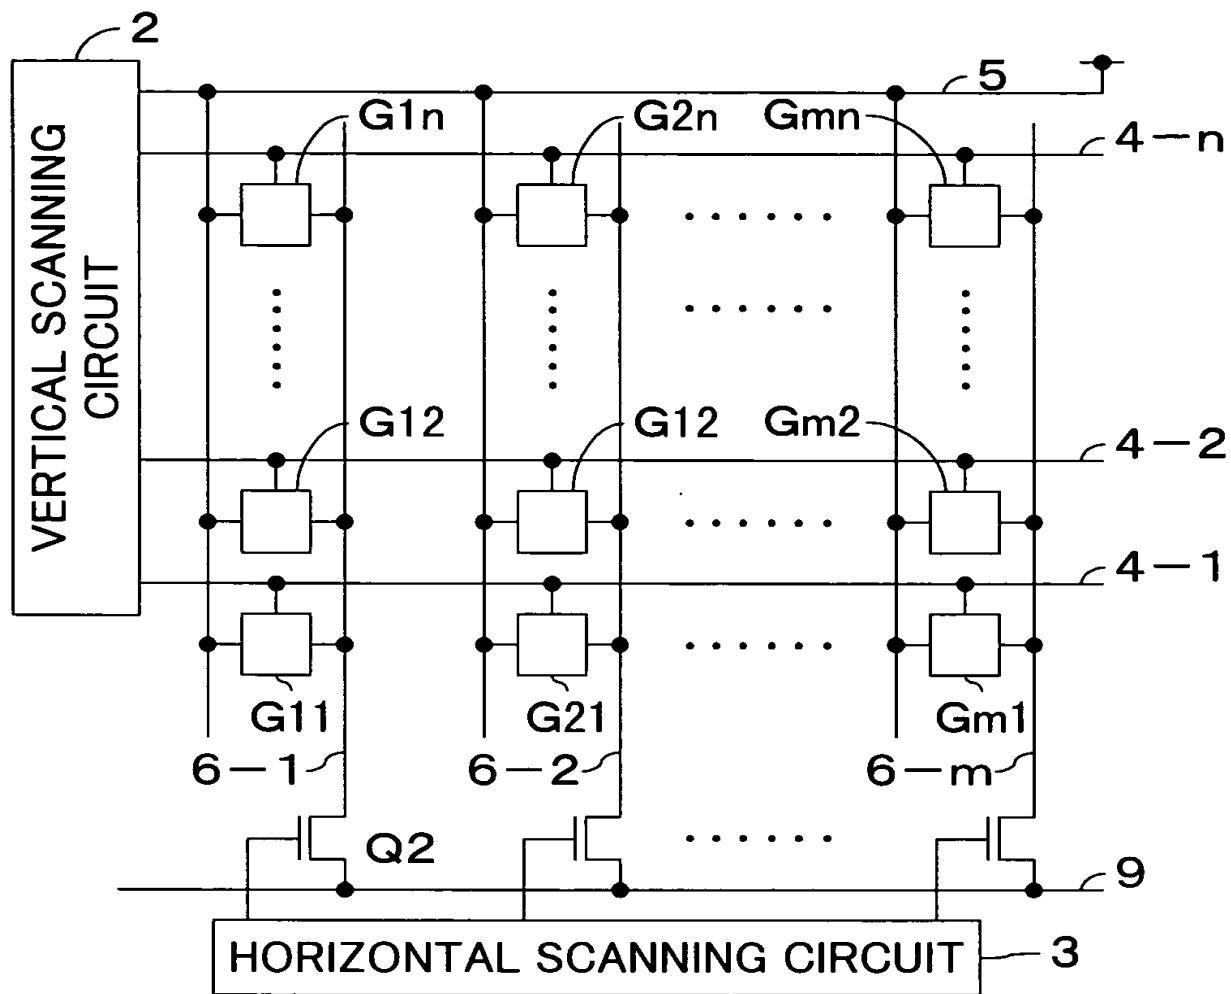 2
5
G1n
G2n
Gmn
4-n
VERTICAL SCANNING
CIRCUIT
G12
G12
Gm2
4-2
4-1
G11
G21
Gm1
6-1
6-2
6-m
Q2
9
HORIZONTAL SCANNING CIRCUIT
3